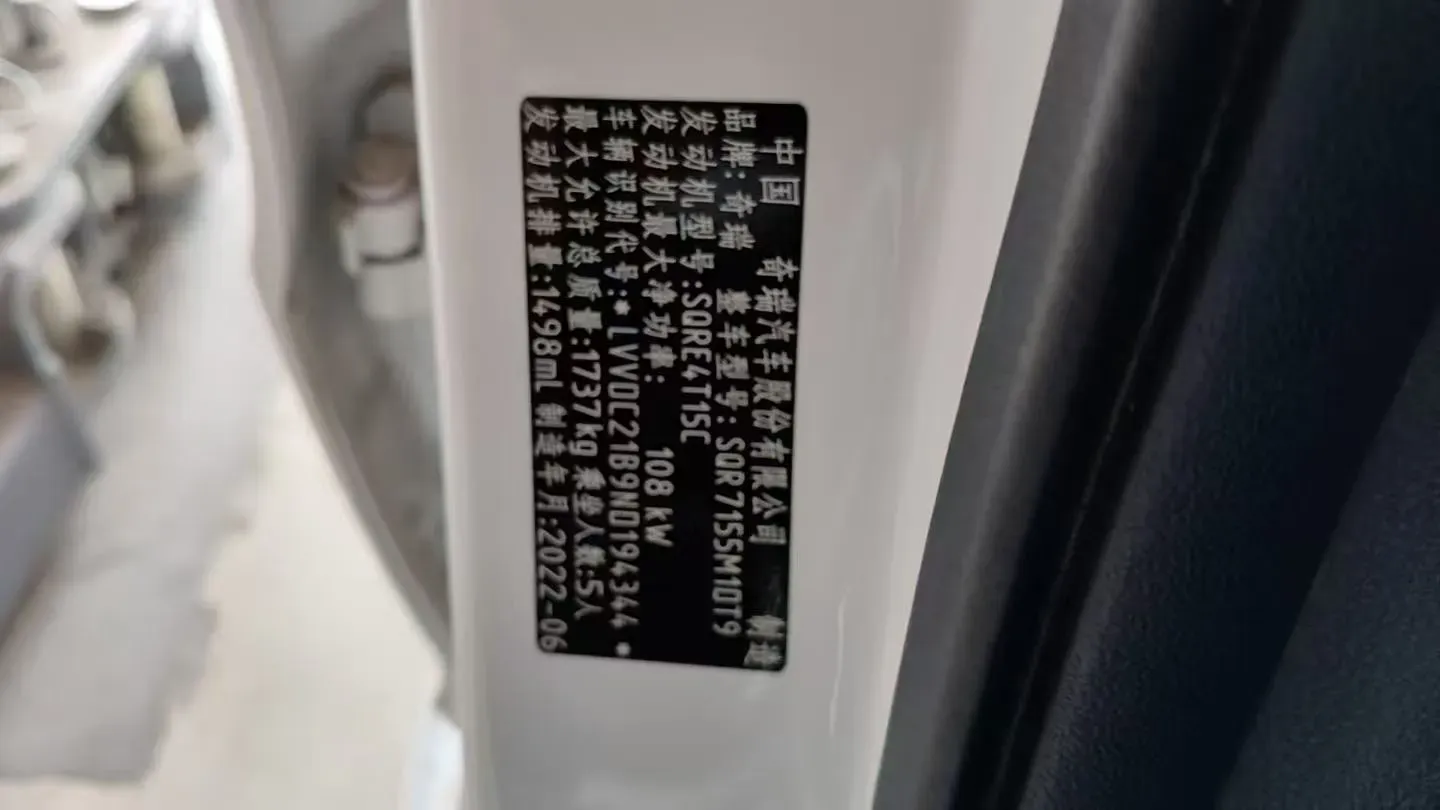 中国 奇瑞汽车股份有限公司 制造
品牌:奇瑞 整车型号:SQR7155M10T9
发动机型号:SQRE4T15C
发动机最大净功率: 108 kW
车辆识别代号:*LVVDC21B9ND194344*
最大允许总质量:1737kg 乘坐人数:5人
发动机排量:1498mL 制造年月:2022-06